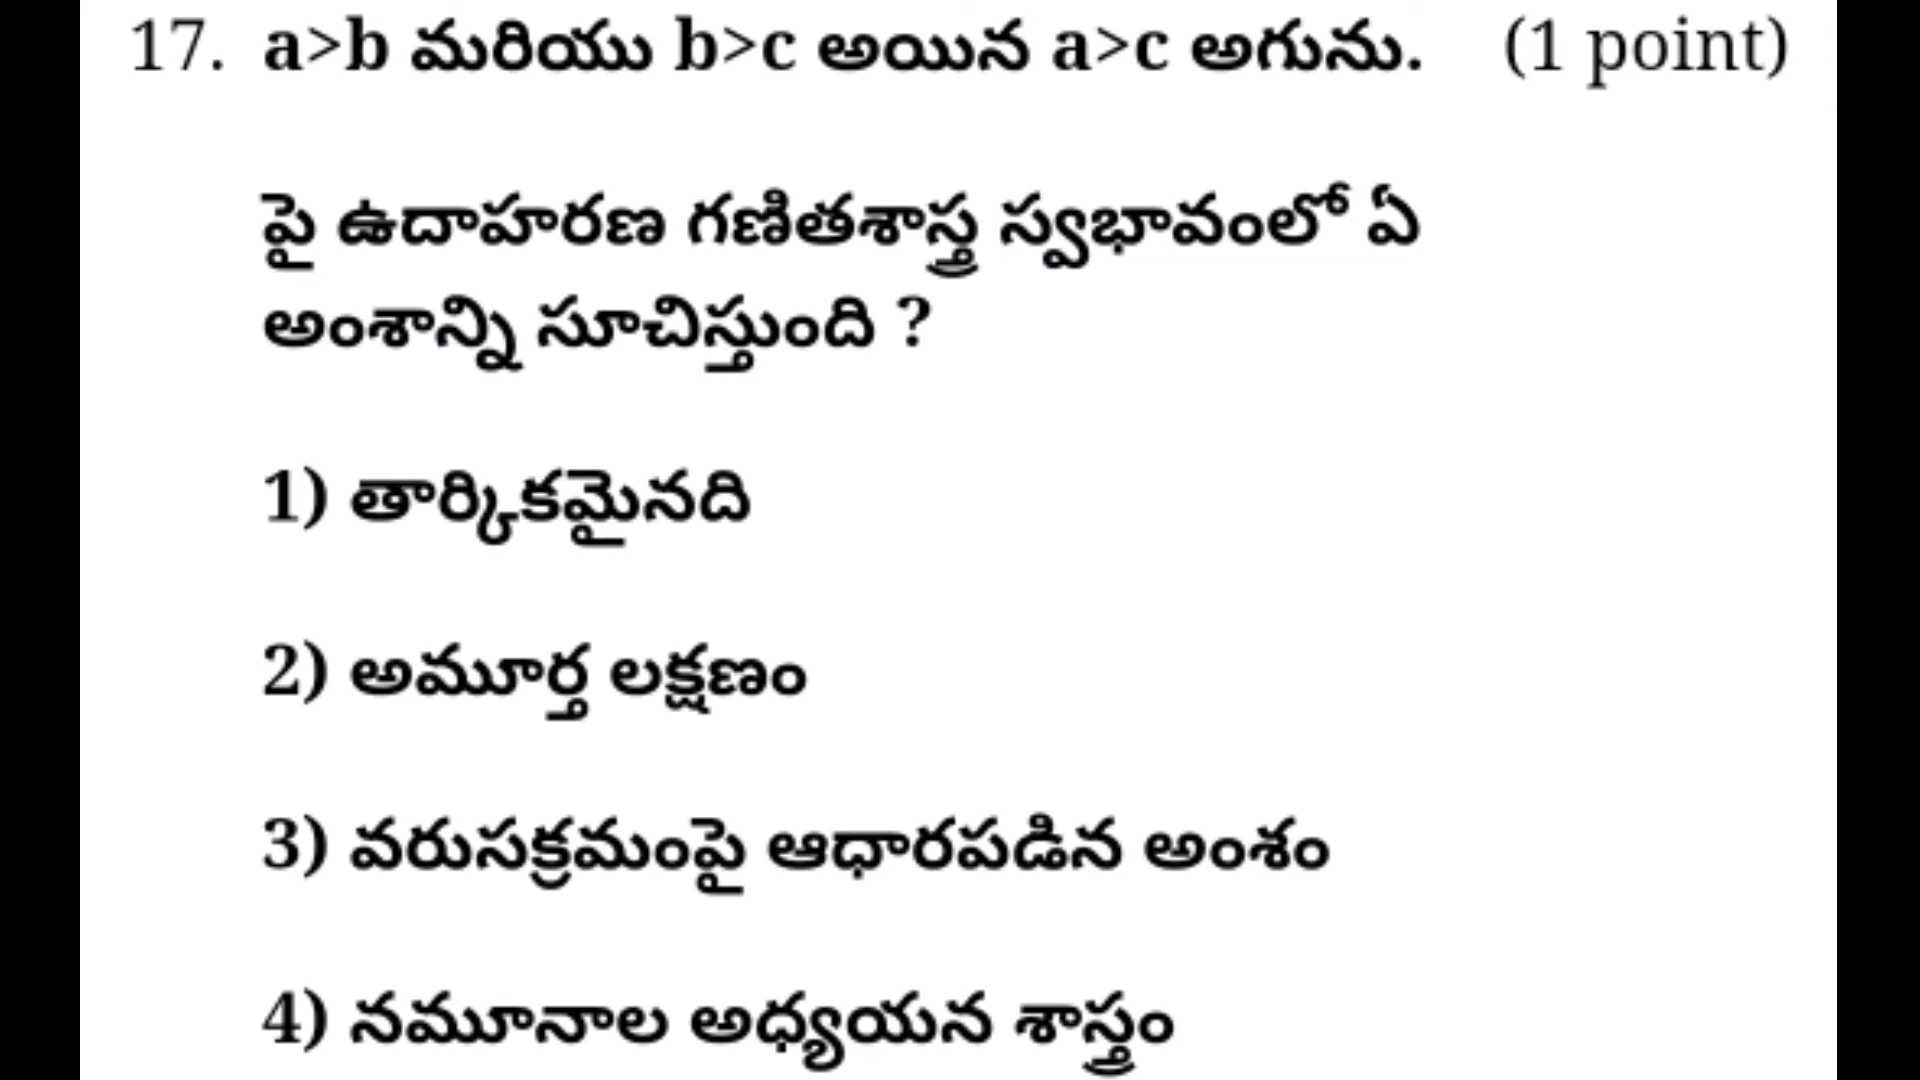 17. a>b మరియు b>c అయిన a>c అగును. (1 point)
పై ఉదాహరణ గణితశాస్త్ర స్వభావంలో ఏ
అంశాన్ని సూచిస్తుంది ?
1) తార్కికమైనది
2) అమూర్త లక్షణం
3) వరుసక్రమంపై ఆధారపడిన అంశం
4) నమూనాల అధ్యయన శాస్త్రం